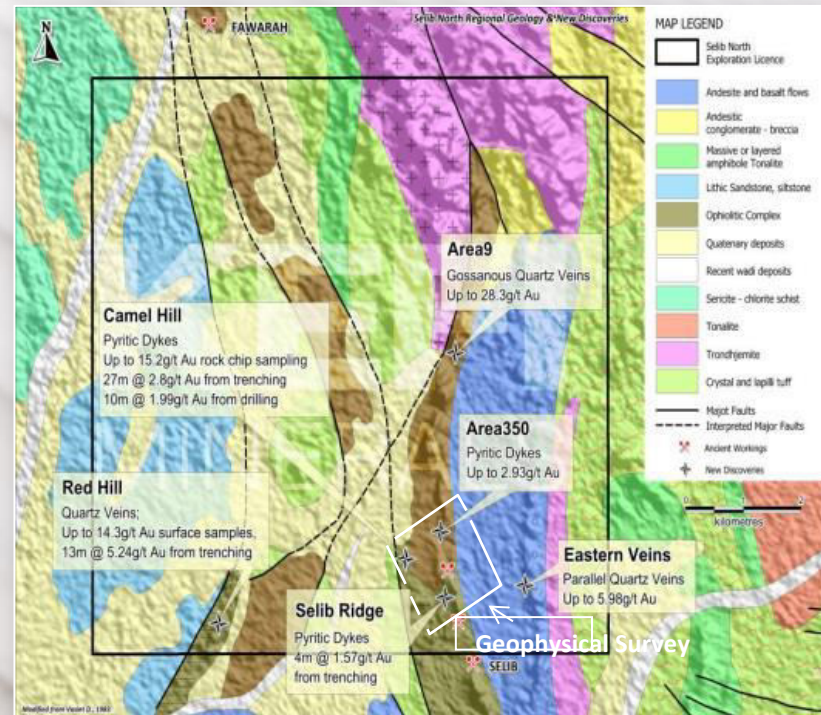 Selib North Regional Geology & New Discoveries
N
FAWARAH
Area9
Gossanous Quartz Veins
Up to 28.3g/t Au
Camel Hill
Pyritic Dykes
Up to 15.2g/t Au rock chip sampling
27m @ 2.8g/t Au from trenching
10m @ 1.99g/t Au from drilling
Area350
Pyritic Dykes
Up to 2.93g/t Au
Red Hill
Quartz Veins;
Up to 14.3g/t Au surface samples,
13m @ 5.24g/t Au from trenching
Eastern Veins
Parallel Quartz Veins
Up to 5.98g/t Au
Selib Ridge
Pyritic Dykes
4m @ 1.57g/t Au
from trenching
Geophysical Survey
SELIB
MAP LEGEND
Selib North
Exploration Licence
Andesite and basalt flows
Andesitic
conglomerate - breccia
Massive or layered
amphibole Tonalite
Lithic Sandstone, siltstone
Ophiolitic Complex
Quatenary deposits
Recent wadi deposits
Sericite - chlorite schist
Tonalite
Trondhjemite
Crystal and lapilli tuff
Majot Faults
Interpreted Major Faults
Ancient Workings
New Discoveries
0 1 2
kilometres